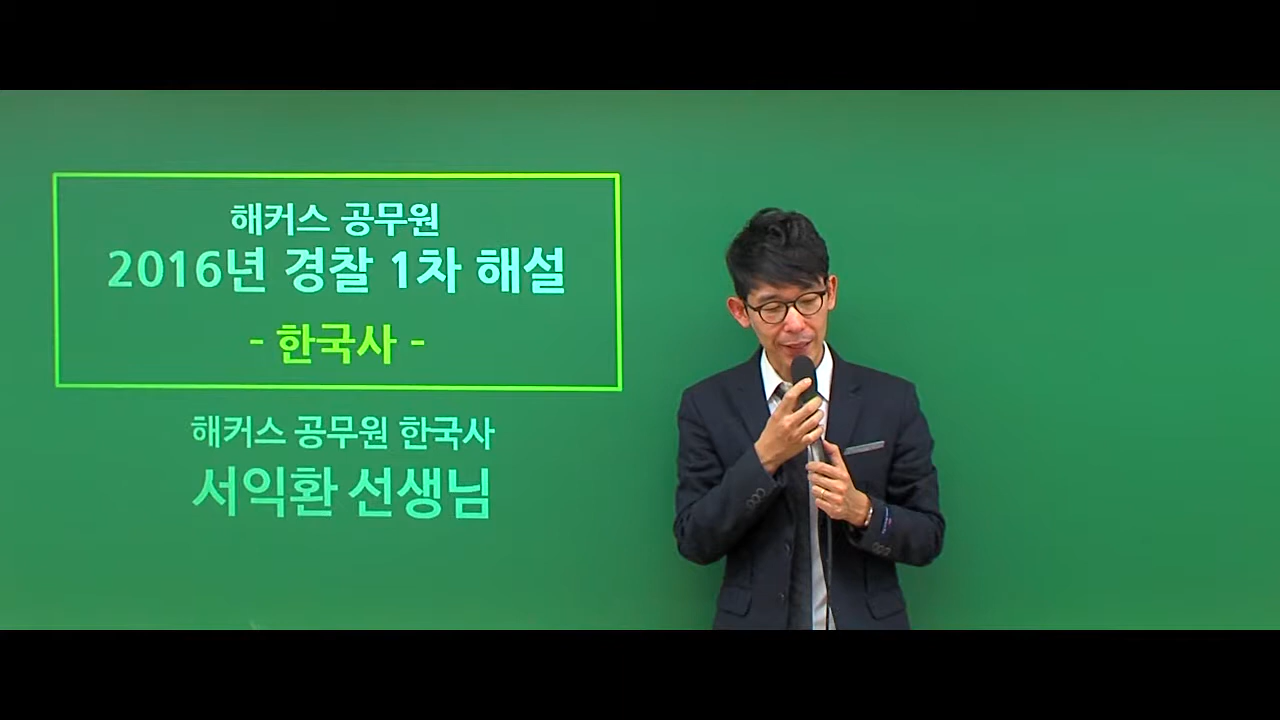 해커스 공무원
2016년 경찰 1차 해설
- 한국사 -
해커스 공무원 한국사
서익환 선생님